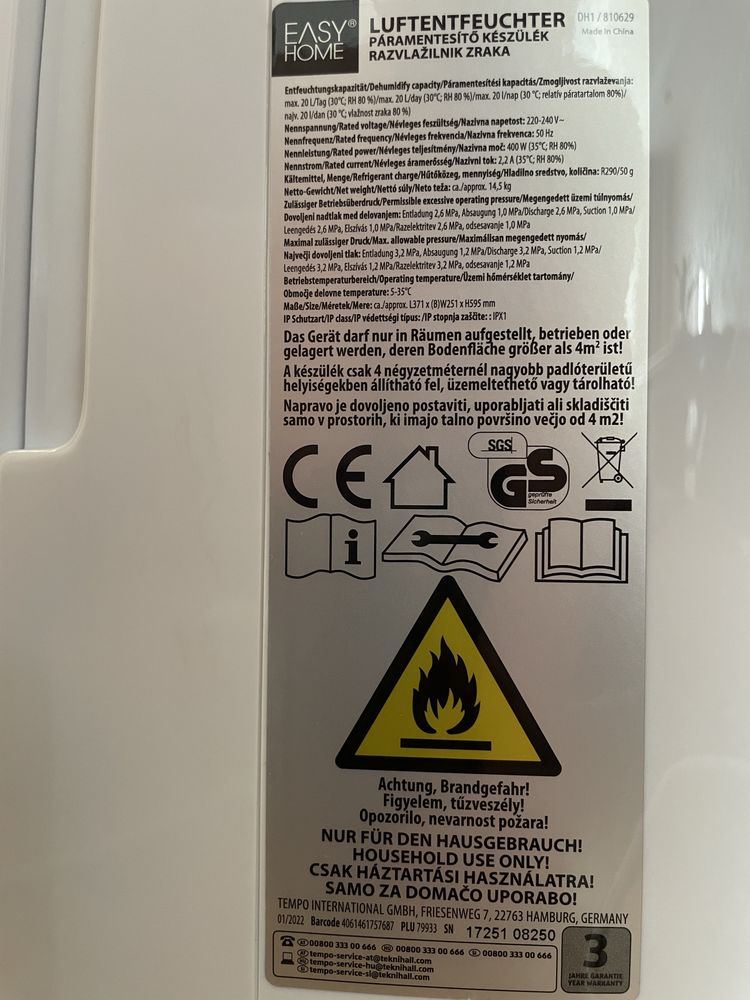 EASY HOME®
LUFTENTFEUCHTER
DH1 / 810629
PÁRAMENTESÍTŐ KÉSZÜLÉK
Made in China
RAZVLAŽILNIK ZRAKA
Entfeuchtungskapazität/Dehumidify capacity/Páramentesítési kapacitás/Zmogljivost razvlaževanja:
max. 20 L/Tag (30°C; RH 80 %)/max. 20 L/day (30°C; RH 80 %)/max. 20 l/nap (30 °C; relatív páratartalom 80%)/
najv. 20 l/dan (30 °C; vlažnost zraka 80 %)
Nennspannung/Rated voltage/Névleges feszültség/Nazivna napetost: 220-240 V~
Nennfrequenz/Rated frequency/Névleges frekvencia/Nazivna frekvenca: 50 Hz
Nennleistung/Rated power/Névleges teljesítmény/Nazivna moč: 400 W (35°C; RH 80%)
Nennstrom/Rated current/Névleges áramerősség/Nazivni tok: 2,2 A (35°C; RH 80%)
Kältemittel, Menge/Refrigerant charge/Hűtőközeg, mennyiség/Hladilno sredstvo, količina: R290/50 g
Netto-Gewicht/Net weight/Nettó súly/Neto teža: ca./approx. 14,5 kg
Zulässiger Betriebsüberdruck/Permissible excessive operating pressure/Megengedett üzemi túlnyomás/
Dovoljeni nadtlak med delovanjem: Entladung 2,6 MPa, Absaugung 1,0 MPa/Discharge 2,6 MPa, Suction 1,0 MPa/
Leengedés 2,6 MPa, Elszívás 1,0 MPa/Razelektritev 2,6 MPa, odsesavanje 1,0 MPa
Maximal zulässiger Druck/Max. allowable pressure/Maximálisan megengedett nyomás/
Največji dovoljeni tlak: Entladung 3,2 MPa, Absaugung 1,2 MPa/Discharge 3,2 MPa, Suction 1,2 MPa/
Leengedés 3,2 MPa, Elszívás 1,2 MPa/Razelektritev 3,2 MPa, odsesavanje 1,2 MPa
Betriebstemperaturbereich/Operating temperature/Üzemi hőmérséklet tartomány/
Območje delovne temperature: 5-35°C
Maße/Size/Méretek/Mere: ca./approx. L371 x (B)W251 x H595 mm
IP Schutzart/IP class/IP védettségi típus: /IP stopnja zaščite: : IPX1
Das Gerät darf nur in Räumen aufgestellt, betrieben oder
gelagert werden, deren Bodenfläche größer als 4m² ist!
A készülék csak 4 négyzetméternél nagyobb padlóterületű
helyiségekben állítható fel, üzemeltethető vagy tárolható!
Napravo je dovoljeno postaviti, uporabljati ali skladiščiti
samo v prostorih, ki imajo talno površino večjo od 4 m2!
CE
SGS
GS
geprüfte
Sicherheit
i
Achtung, Brandgefahr!
Figyelem, tűzveszély!
Opozorilo, nevarnost požara!
NUR FÜR DEN HAUSGEBRAUCH!
HOUSEHOLD USE ONLY!
CSAK HÁZTARTÁSI HASZNÁLATRA!
SAMO ZA DOMAČO UPORABO!
TEMPO INTERNATIONAL GMBH, FRIESENWEG 7, 22763 HAMBURG, GERMANY
01/2022 Barcode 4061461757687 PLU 79933 SN 17251 08250
AT 00800 333 00 666 HU 00800 333 00 666 SI 00800 333 00 666
AT tempo-service-at@teknihall.com
HU tempo-service-hu@teknihall.com
SI tempo-service-si@teknihall.com
3
JAHRE GARANTIE
YEAR WARRANTY